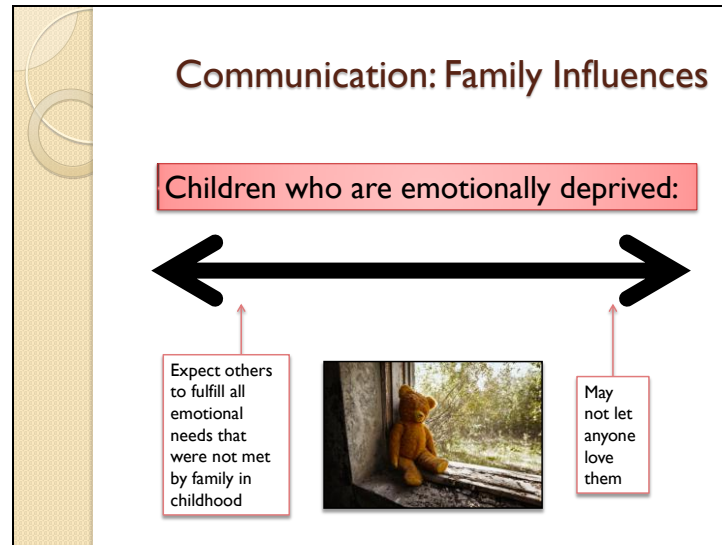 Communication: Family Influences
Children who are emotionally deprived:
Expect others
to fulfill all
emotional
needs that
were not met
by family in
childhood
May
not let
anyone
love
them